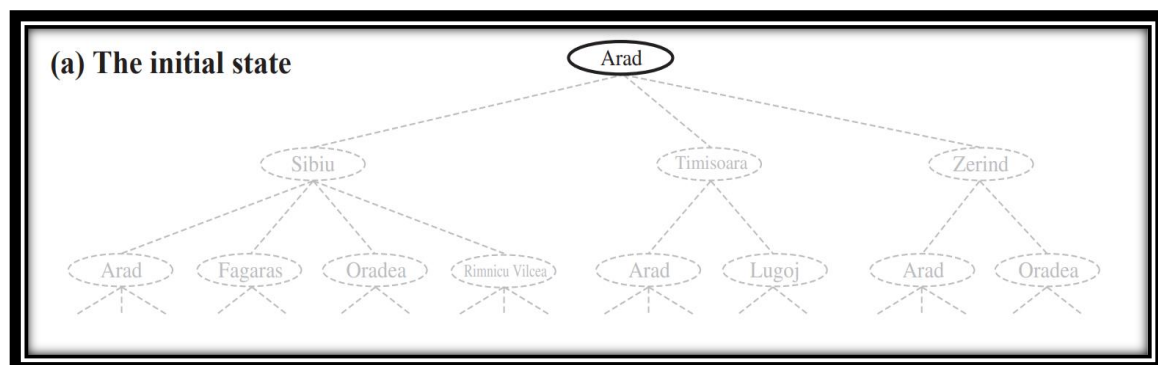 (a) The initial state
Arad
Sibiu
Timisoara
Zerind
Arad
Fagaras
Oradea
Rimnicu Vilcea
Arad
Lugoj
Arad
Oradea